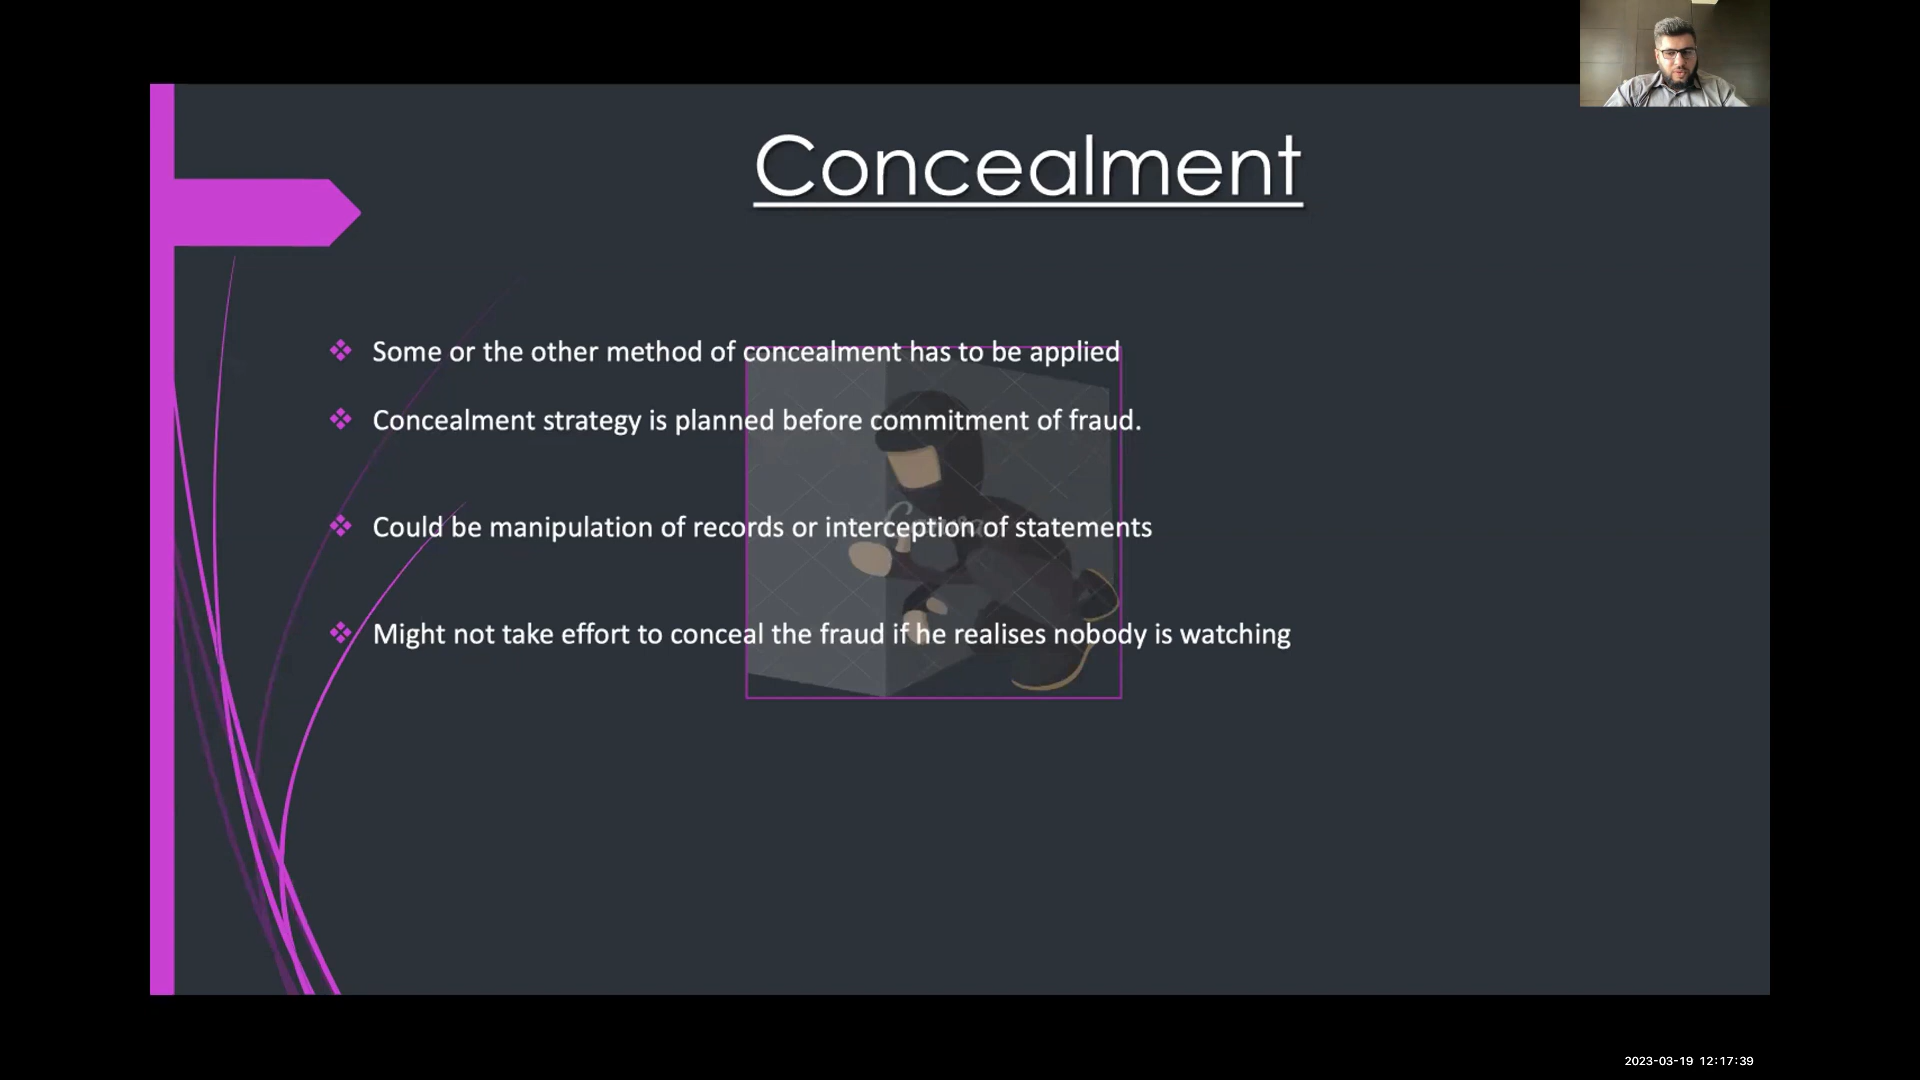 Concealment
Some or the other method of concealment has to be applied
Concealment strategy is planned before commitment of fraud.
Could be manipulation of records or interception of statements
Might not take effort to conceal the fraud if he realises nobody is watching
2023-03-19 12:17:39